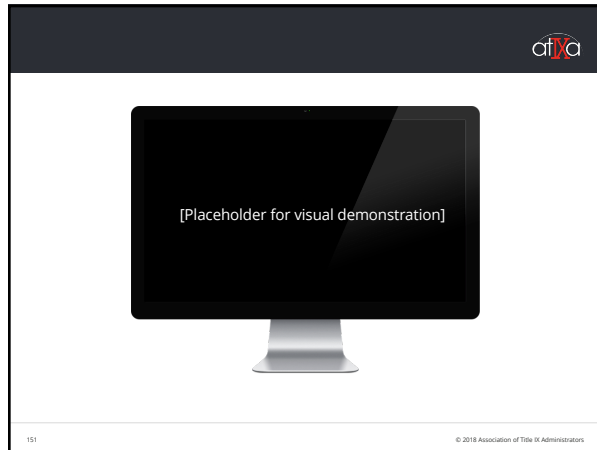 atIXa
[Placeholder for visual demonstration]
151
© 2018 Association of Title IX Administrators